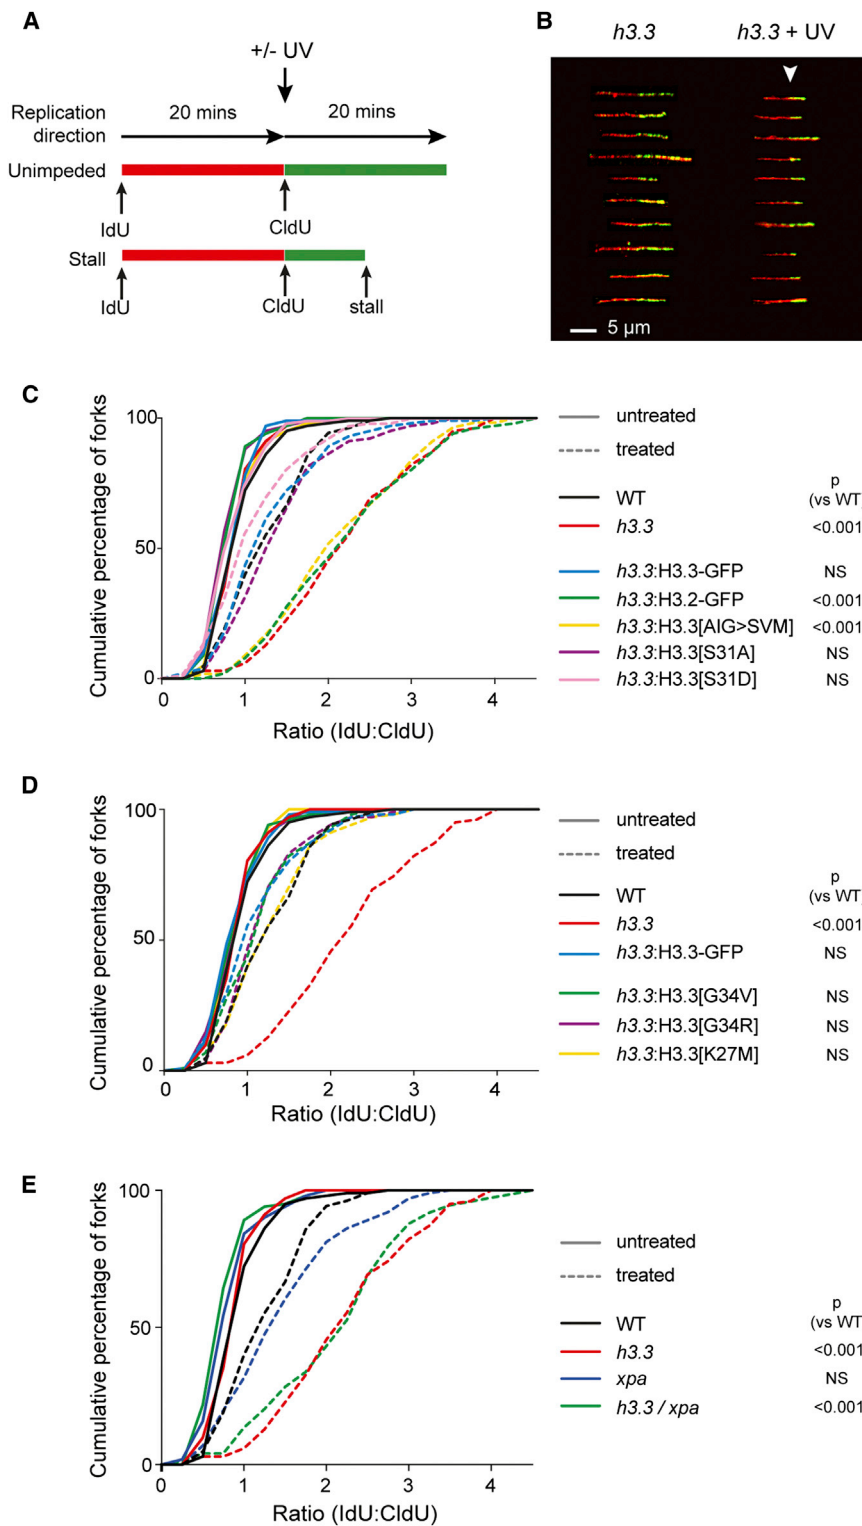 A
+/- UV
20 mins
20 mins
Replication
direction
Unimpeded
IdU
CldU
Stall
IdU
CldU
stall
B
h3.3
h3.3 + UV
5 μm
C
Cumulative percentage of forks
100
50
0
0
1
2
3
4
Ratio (IdU:CldU)
untreated
treated
p
WT
(vs WT)
h3.3
<0.001
h3.3:H3.3-GFP
NS
h3.3:H3.2-GFP
<0.001
h3.3:H3.3[AIG>SVM]
<0.001
h3.3:H3.3[S31A]
NS
h3.3:H3.3[S31D]
NS
D
Cumulative percentage of forks
100
50
0
0
1
2
3
4
Ratio (IdU:CldU)
untreated
treated
p
WT
(vs WT)
h3.3
<0.001
h3.3:H3.3-GFP
NS
h3.3:H3.3[G34V]
NS
h3.3:H3.3[G34R]
NS
h3.3:H3.3[K27M]
NS
E
Cumulative percentage of forks
100
50
0
0
1
2
3
4
Ratio (IdU:CldU)
untreated
treated
p
WT
(vs WT)
h3.3
<0.001
xpa
NS
h3.3 / xpa
<0.001